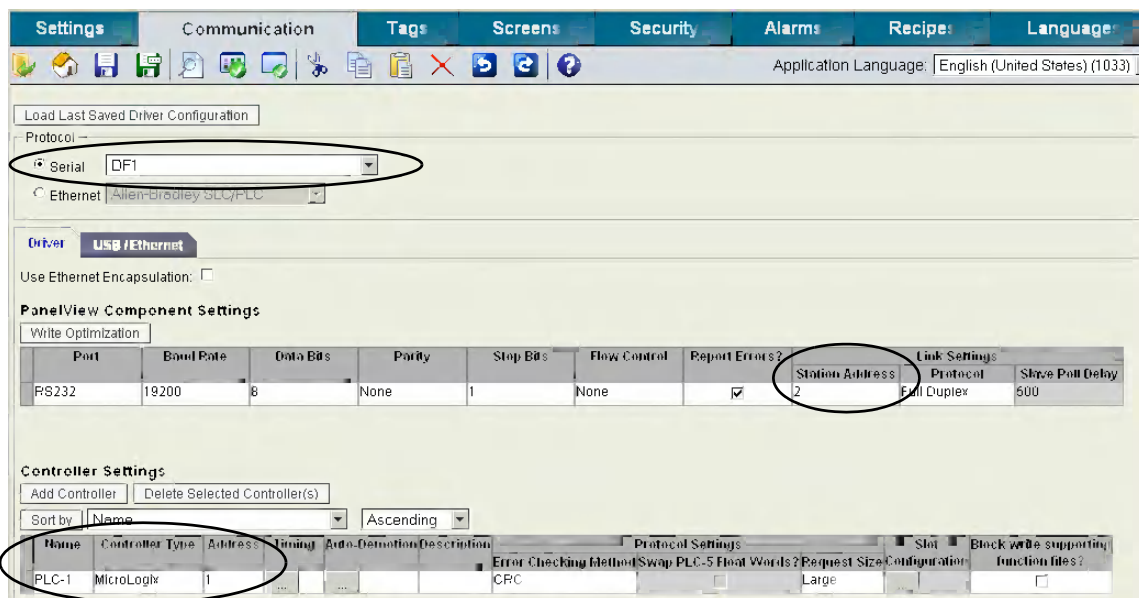 Settings Communication Tags Screens Security Alarms Recipes Languages
Application Language: English (United States) (1033)
Load Last Saved Driver Configuration
Protocol
Serial DF1
Ethernet Allen-Bradley SLC/PLC
Driver USB / Ethernet
Use Ethernet Encapsulation:
PanelView Component Settings
Write Optimization
Port Baud Rate Data Bits Parity Stop Bits Flow Control Report Errors? Link Settings
Station Address Protocol Slave Poll Delay
RS232 19200 8 None 1 None 2 Full Duplex 500
Controller Settings
Add Controller Delete Selected Controller(s)
Sort by Name Ascending
Name Controller Type Address Timing Auto-Demotion Description Protocol Settings Slot Block write supporting
Error Checking Method Swap PLC-5 Float Words? Request Size Configuration function files?
PLC-1 MicroLogix 1 ... ... CRC Large ...